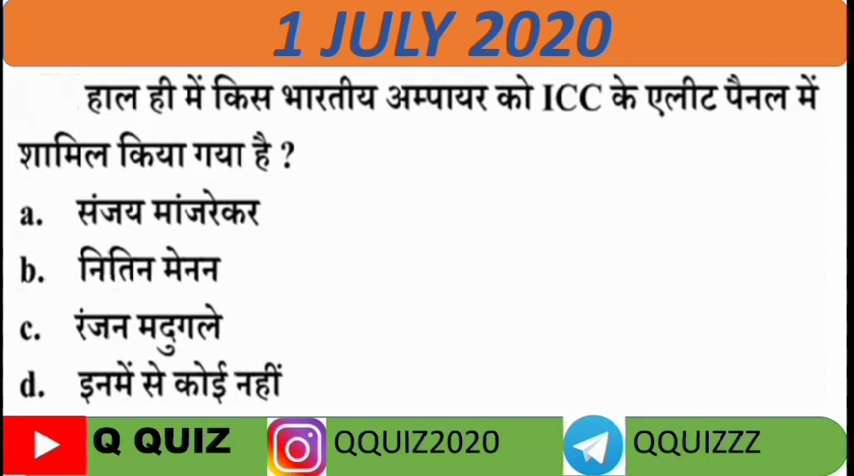 1 JULY 2020
हाल ही में किस भारतीय अम्पायर को ICC के एलीट पैनल में
शामिल किया गया है ?
a. संजय मांजरेकर
b. नितिन मेनन
c. रंजन मदुगले
d. इनमें से कोई नहीं
Q QUIZ QQUIZ2020 QQUIZZZ